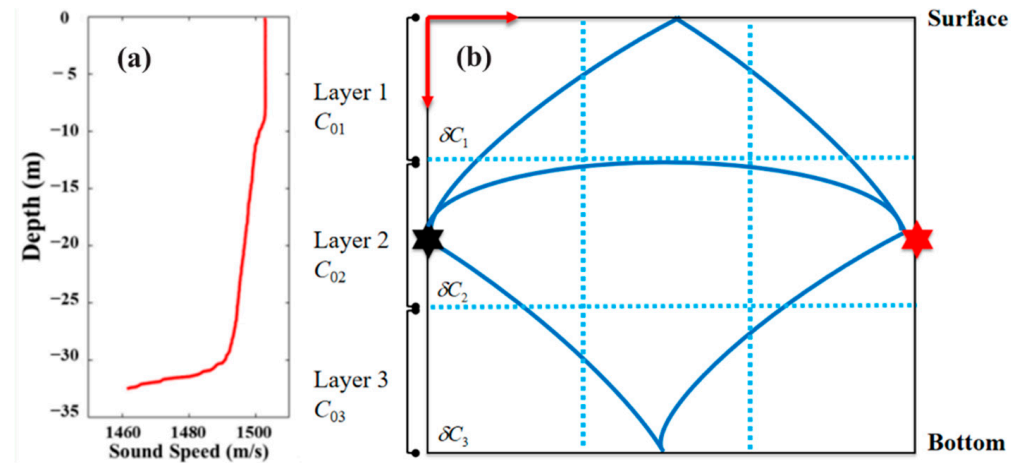 (a)
0
−5
−10
−15
−20
−25
−30
−35
Depth (m)
1460 1480 1500
Sound Speed (m/s)
(b)
Surface
Layer 1
C01
δC1
Layer 2
C02
δC2
Layer 3
C03
δC3
Bottom